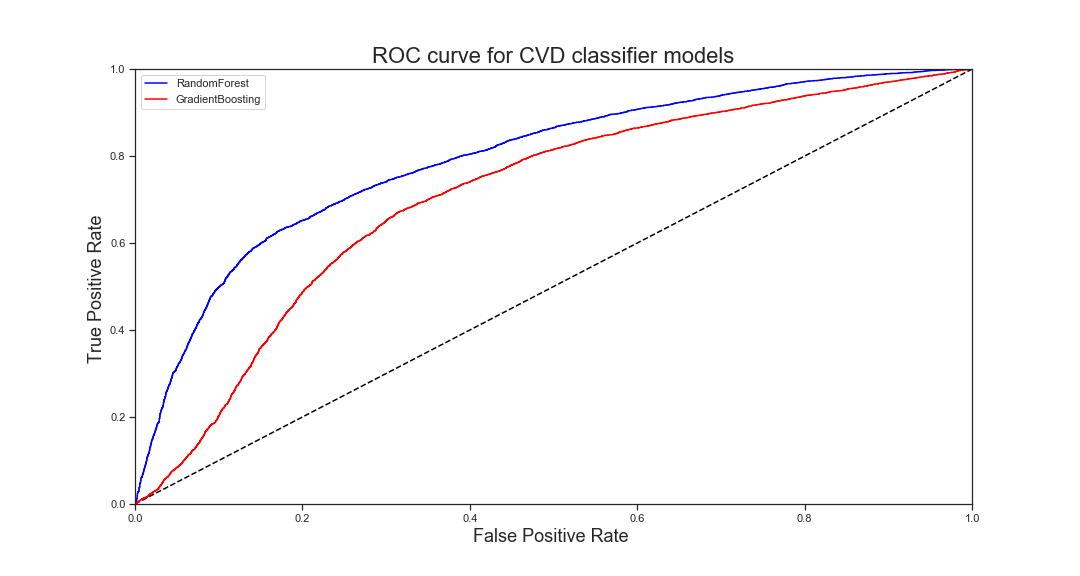 ROC curve for CVD classifier models
RandomForest
GradientBoosting
True Positive Rate
1.0
0.8
0.6
0.4
0.2
0.0
0.0 0.2 0.4 0.6 0.8 1.0
False Positive Rate